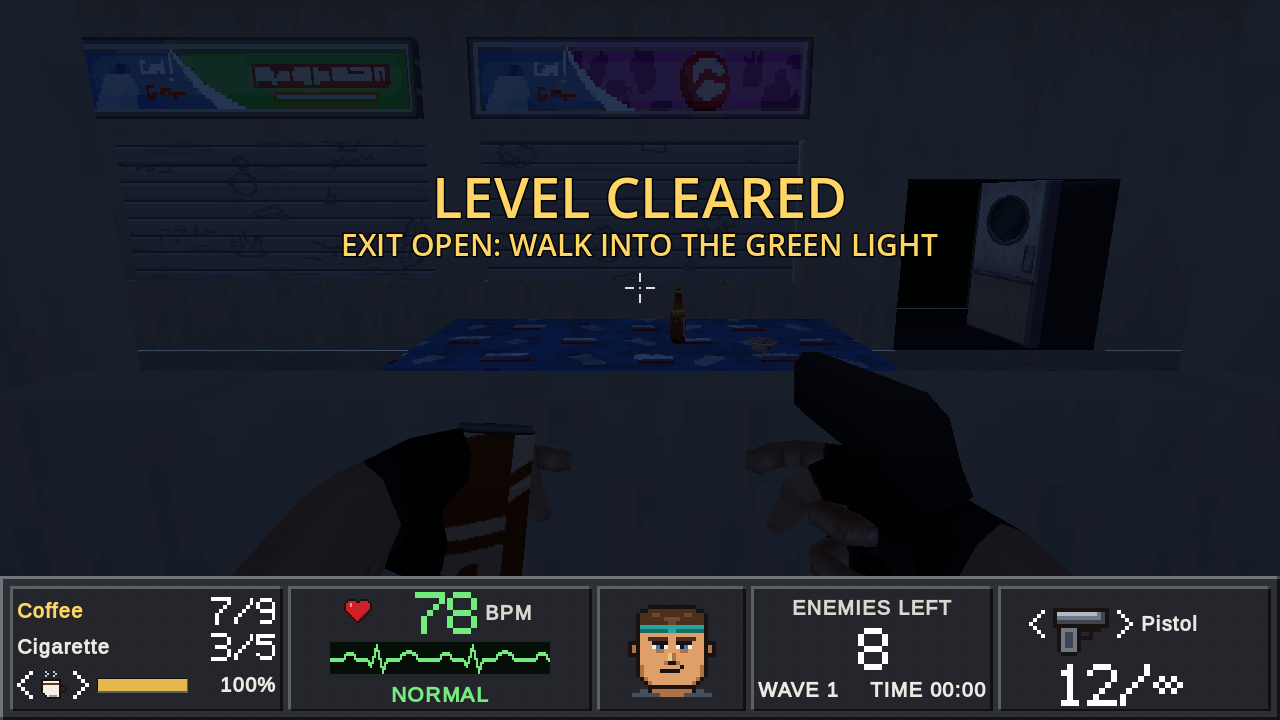 LEVEL CLEARED
EXIT OPEN: WALK INTO THE GREEN LIGHT
Coffee 7/9
Cigarette 3/5
100%
78 BPM
NORMAL
ENEMIES LEFT
8
WAVE 1 TIME 00:00
Pistol
12/∞